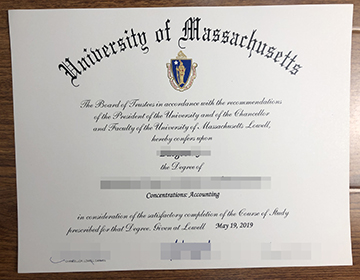 University of Massachusetts
The Board of Trustees in accordance with the recommendations
of the President of the University and of the Chancellor
and Faculty of the University of Massachusetts Lowell,
hereby confers upon
the Degree of
Concentrations: Accounting
in consideration of the satisfactory completion of the Course of Study
prescribed for that Degree. Given at Lowell May 19, 2019